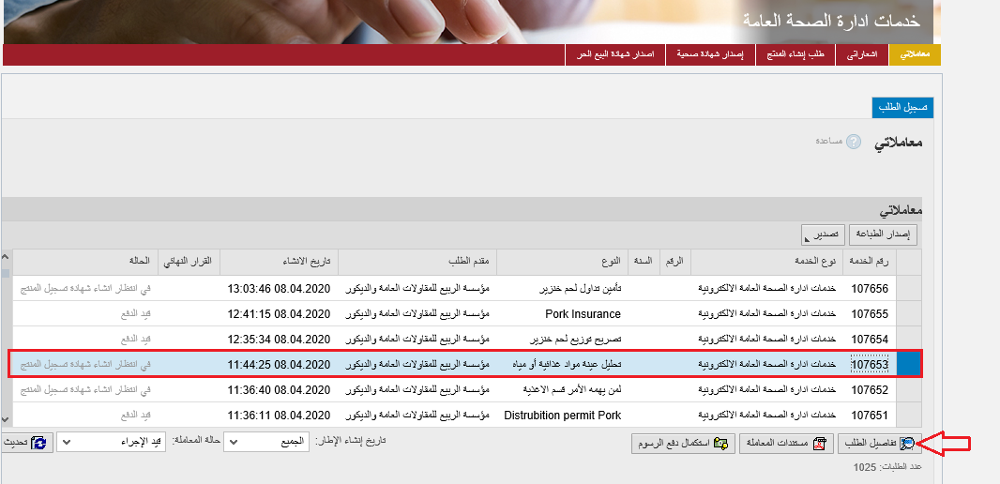 خدمات ادارة الصحة العامة
معاملاتي اشعاراتى طلب إنشاء المنتج إصدار شهادة صحية اصدار شهادة البيع الحر
تسجيل الطلب
معاملاتي ? مساعدة
معاملاتي
إصدار الطباعة تصدير
رقم الخدمة نوع الخدمة الرقم السنة النوع مقدم الطلب تاريخ الانشاء القرار النهائي الحالة
107656 خدمات ادارة الصحة العامة الالكترونية تأمين تداول لحم خنزير مؤسسة الربيع للمقاولات العامة والديكور 08.04.2020 13:03:46 في انتظار انشاء شهادة تسجيل المنتج
107655 خدمات ادارة الصحة العامة الالكترونية Pork Insurance مؤسسة الربيع للمقاولات العامة والديكور 08.04.2020 12:41:15 قيد الدفع
107654 خدمات ادارة الصحة العامة الالكترونية تصريح توزيع لحم خنزير مؤسسة الربيع للمقاولات العامة والديكور 08.04.2020 12:35:34 قيد الدفع
107653 خدمات ادارة الصحة العامة الالكترونية تحليل عينة مواد غذائية أو مياه مؤسسة الربيع للمقاولات العامة والديكور 08.04.2020 11:44:25 في انتظار انشاء شهادة تسجيل المنتج
107652 خدمات ادارة الصحة العامة الالكترونية لمن يهمه الأمر قسم الاغذية مؤسسة الربيع للمقاولات العامة والديكور 08.04.2020 11:36:40 في انتظار انشاء شهادة تسجيل المنتج
107651 خدمات ادارة الصحة العامة الالكترونية Distrubition permit Pork مؤسسة الربيع للمقاولات العامة والديكور 08.04.2020 11:36:11 قيد الدفع
تفاصيل الطلب مستندات المعاملة استكمال دفع الرسوم تاريخ إنشاء الإطار: الجميع حالة المعاملة: قيد الإجراء تحديث
عدد الطلبات: 1025